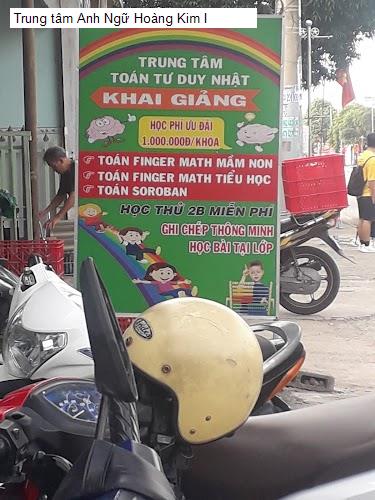 Trung tâm Anh Ngữ Hoàng Kim I
TRUNG TÂM
TOÁN TƯ DUY NHẬT
KHAI GIẢNG
HỌC PHÍ ƯU ĐÃI
1.000.000Đ/KHÓA
TOÁN FINGER MATH MẦM NON
TOÁN FINGER MATH TIỂU HỌC
TOÁN SOROBAN
HỌC THỬ 2B MIỄN PHÍ
GHI CHÉP THÔNG MINH
HỌC BÀI TẠI LỚP